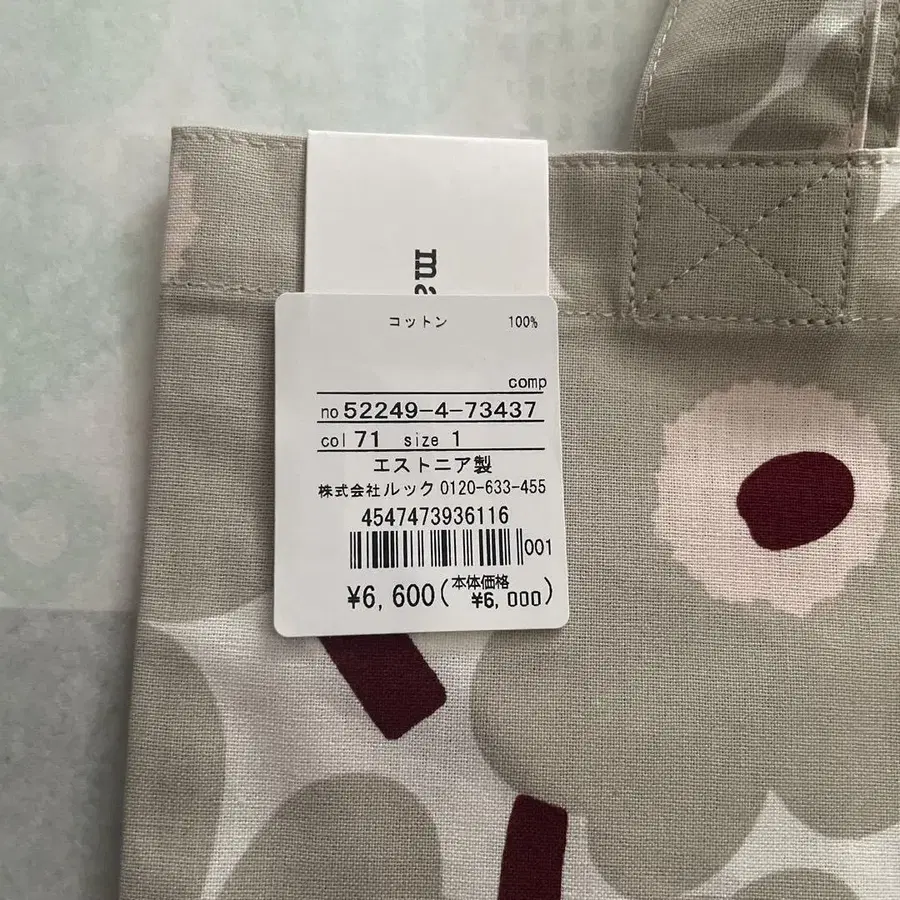 ma
コットン 100%
comp
no 52249-4-73437
col 71 size 1
エストニア製
株式会社ルック 0120-633-455
4547473936116
001
¥6,600(本体価格 ¥6,000)